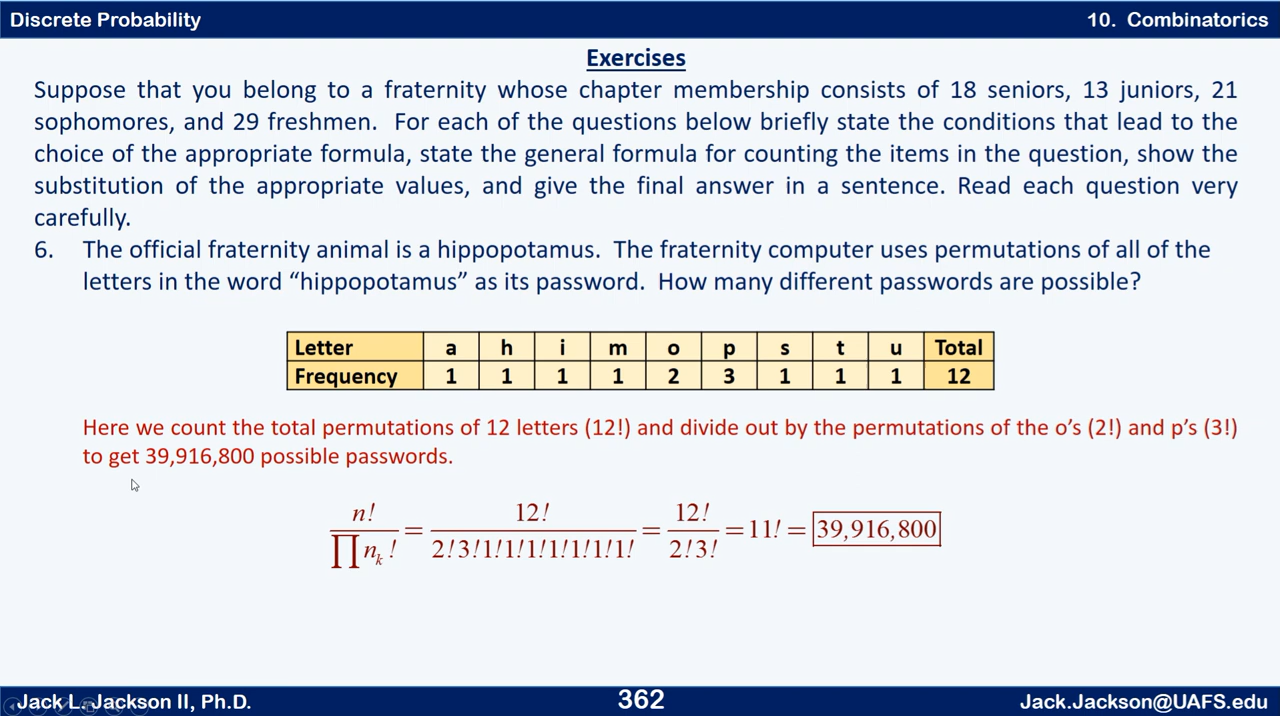 Discrete Probability
10. Combinatorics
Exercises
Suppose that you belong to a fraternity whose chapter membership consists of 18 seniors, 13 juniors, 21
sophomores, and 29 freshmen. For each of the questions below briefly state the conditions that lead to the
choice of the appropriate formula, state the general formula for counting the items in the question, show the
substitution of the appropriate values, and give the final answer in a sentence. Read each question very
carefully.
6. The official fraternity animal is a hippopotamus. The fraternity computer uses permutations of all of the
letters in the word “hippopotamus” as its password. How many different passwords are possible?
Letter a h i m o p s t u Total
Frequency 1 1 1 1 2 3 1 1 1 12
Here we count the total permutations of 12 letters (12!) and divide out by the permutations of the o’s (2!) and p’s (3!)
to get 39,916,800 possible passwords.
n! / ∏ nₖ! = 12! / 2!3!1!1!1!1!1!1!1! = 12! / 2!3! = 11! = 39,916,800
Jack L. Jackson II, Ph.D.
362
Jack.Jackson@UAFS.edu